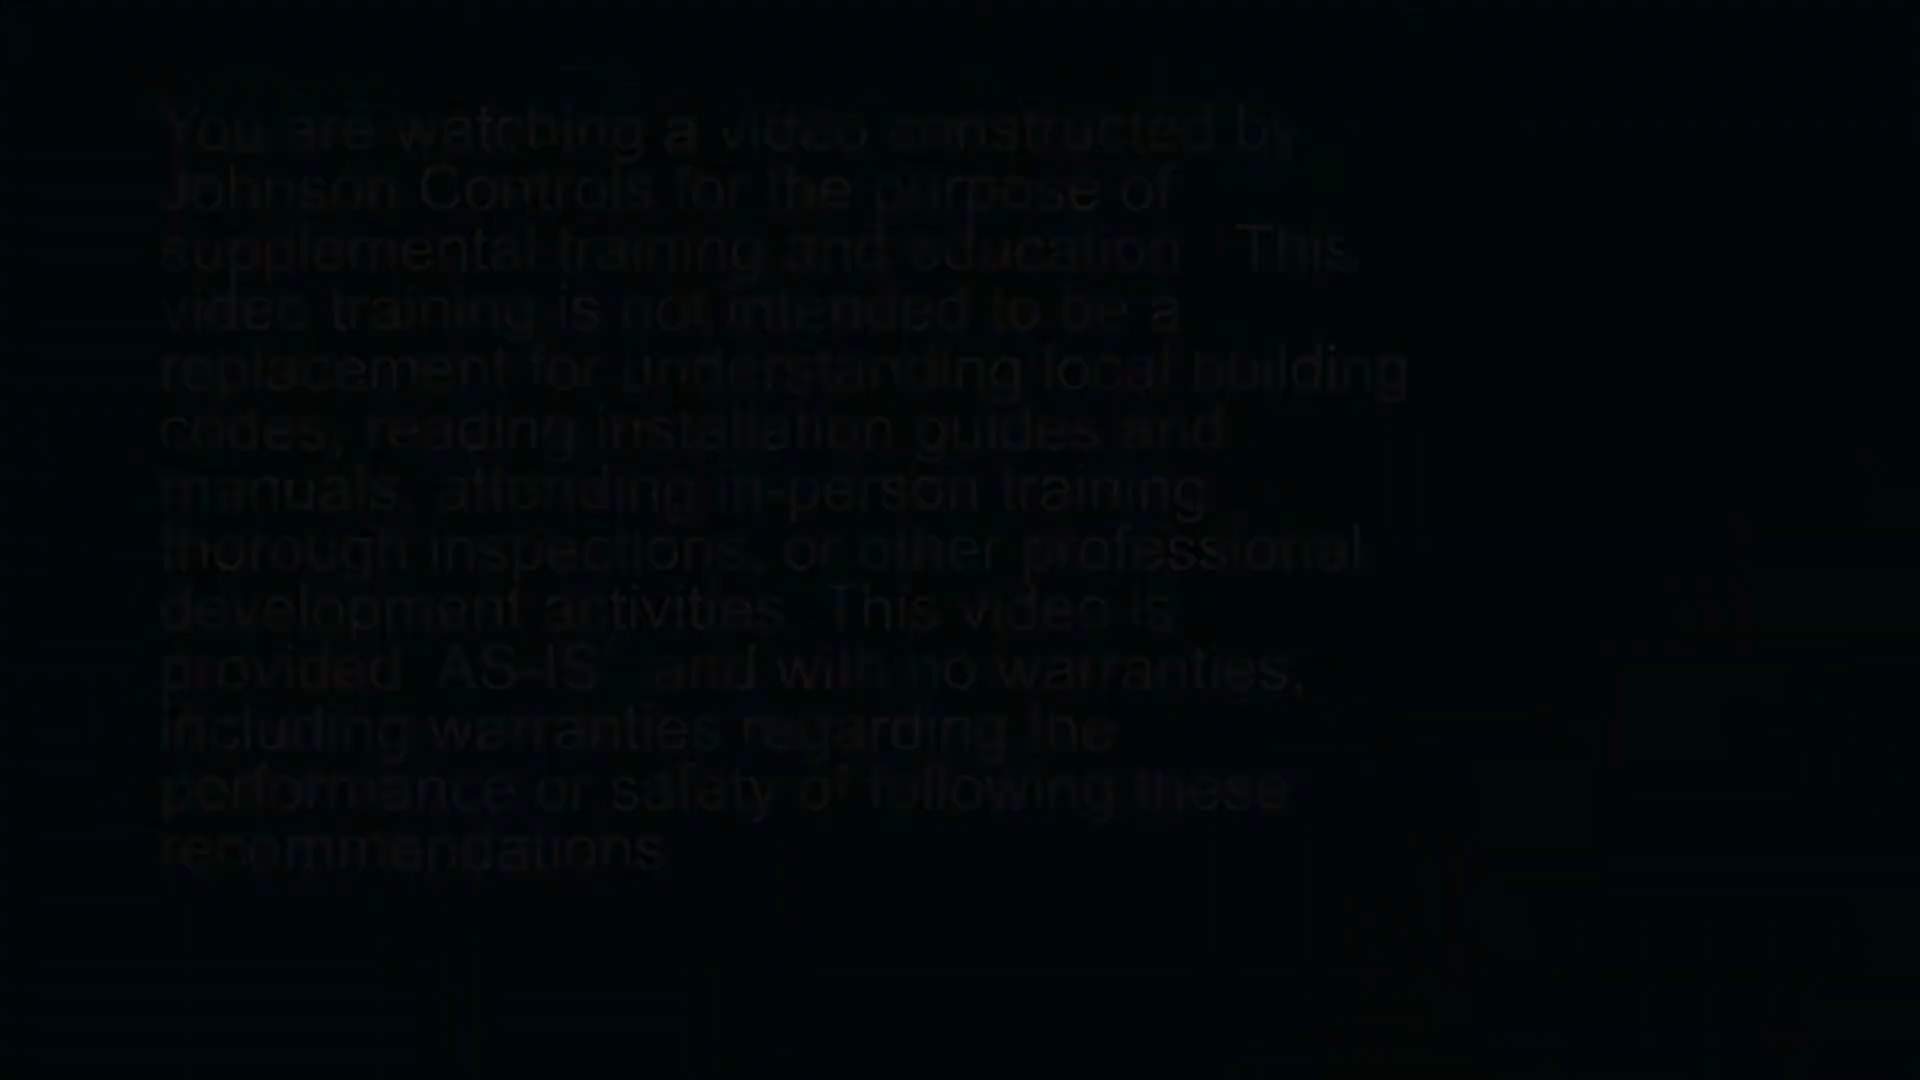 You are watching a video constructed by
Johnson Controls for the purpose of
supplemental training and education. This
video training is not intended to be a
replacement for understanding local building
codes, reading installation guides and
manuals, attending in-person training
thorough inspections, or other professional
development activities. This video is
provided "AS-IS" and with no warranties,
including warranties regarding the
performance or safety of following these
recommendations